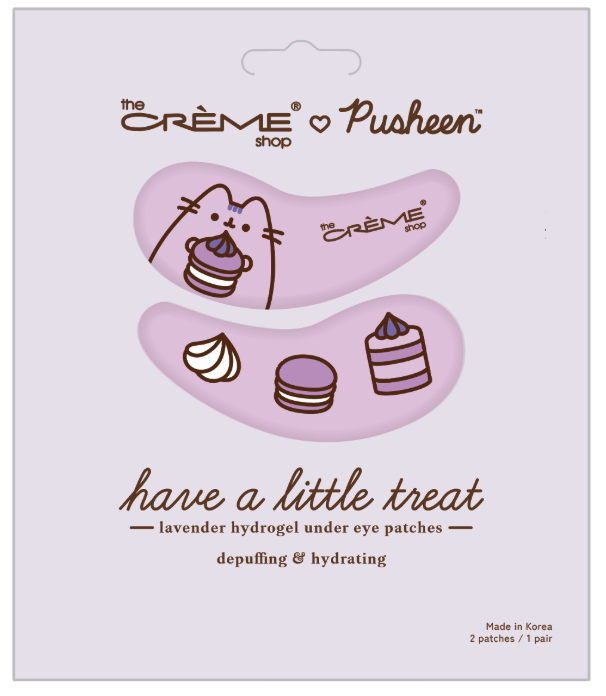 the CRÈME® shop ♡ Pusheen™
the CRÈME® shop
have a little treat
lavender hydrogel under eye patches
depuffing & hydrating
Made in Korea
2 patches / 1 pair